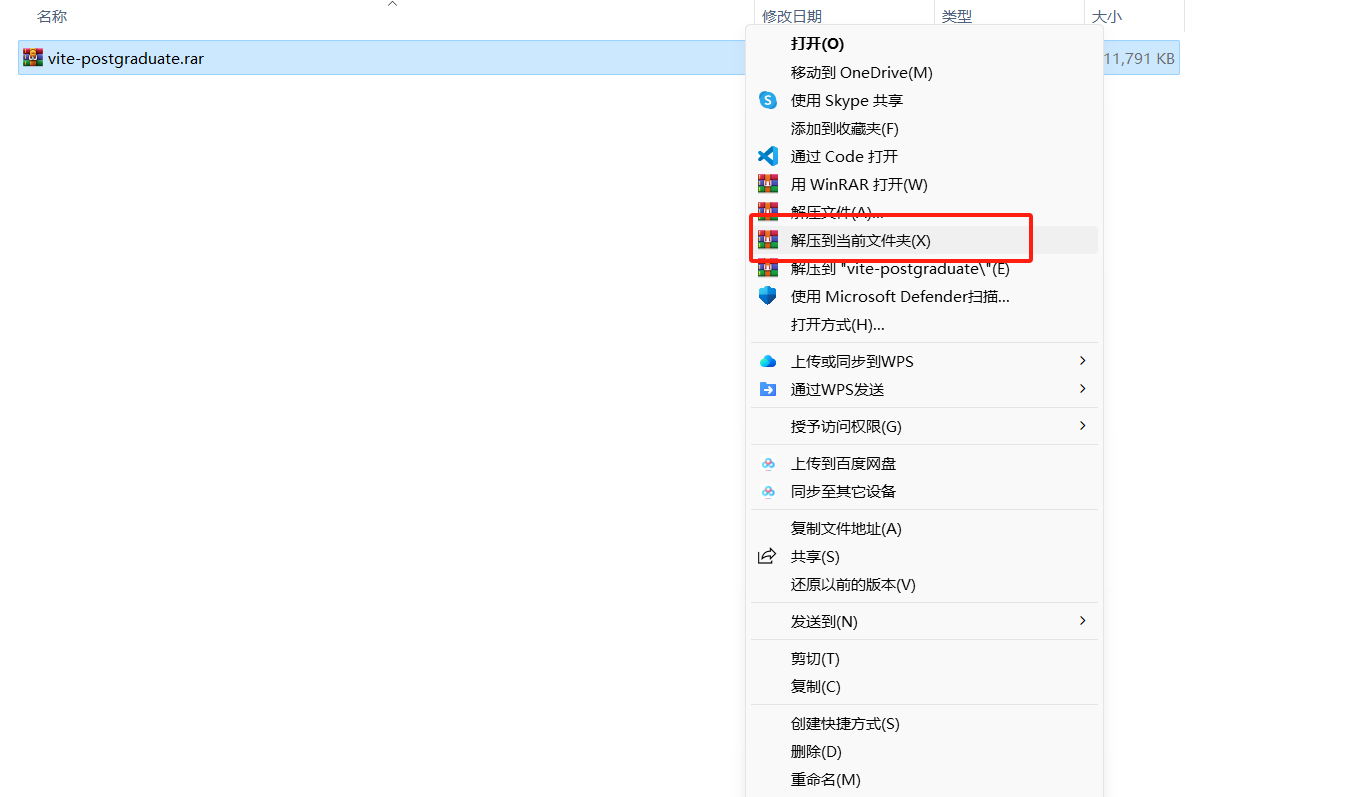 名称 修改日期 类型 大小
vite-postgraduate.rar 11,791 KB
打开(O)
移动到 OneDrive(M)
使用 Skype 共享
添加到收藏夹(F)
通过 Code 打开
用 WinRAR 打开(W)
解压文件(A)...
解压到当前文件夹(X)
解压到 "vite-postgraduate\"(E)
使用 Microsoft Defender扫描...
打开方式(H)...
上传或同步到WPS
通过WPS发送
授予访问权限(G)
上传到百度网盘
同步至其它设备
复制文件地址(A)
共享(S)
还原以前的版本(V)
发送到(N)
剪切(T)
复制(C)
创建快捷方式(S)
删除(D)
重命名(M)